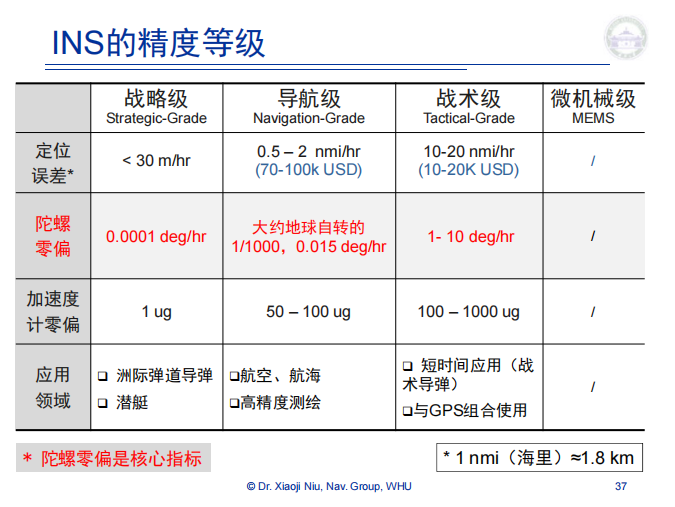 INS的精度等级
战略级
Strategic-Grade
导航级
Navigation-Grade
战术级
Tactical-Grade
微机械级
MEMS
定位
误差*
< 30 m/hr
0.5 – 2 nmi/hr
(70-100k USD)
10-20 nmi/hr
(10-20K USD)
/
陀螺
零偏
0.0001 deg/hr
大约地球自转的
1/1000，0.015 deg/hr
1- 10 deg/hr
/
加速度
计零偏
1 ug
50 – 100 ug
100 – 1000 ug
/
应用
领域
❑ 洲际弹道导弹
❑ 潜艇
❑航空、航海
❑高精度测绘
❑ 短时间应用（战
术导弹）
❑与GPS组合使用
/
* 陀螺零偏是核心指标
* 1 nmi（海里）≈1.8 km
© Dr. Xiaoji Niu, Nav. Group, WHU
37